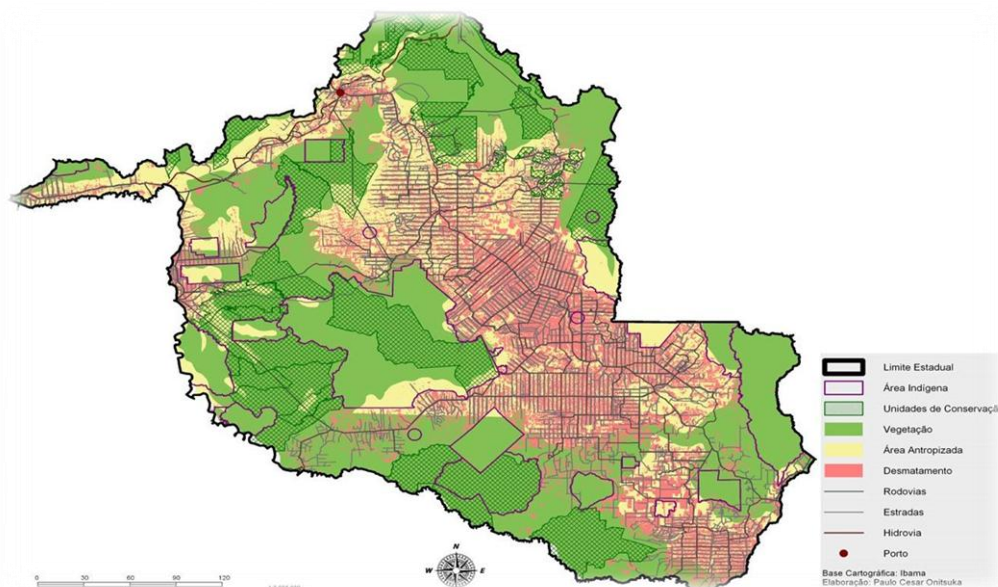 Limite Estadual
Área Indígena
Unidades de Conservaçã
Vegetação
Área Antropizada
Desmatamento
Rodovias
Estradas
Hidrovia
Porto
Base Cartográfica: Ibama
Elaboração: Paulo Cesar Onitsuka
N
W E
S
0 30 60 90 120